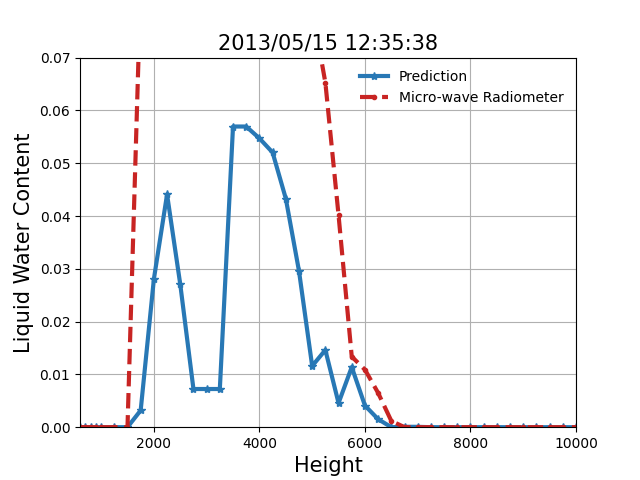 2013/05/15 12:35:38
0.07
0.06
0.05
0.04
0.03
0.02
0.01
0.00
Liquid Water Content
Prediction
Micro-wave Radiometer
2000 4000 6000 8000 10000
Height